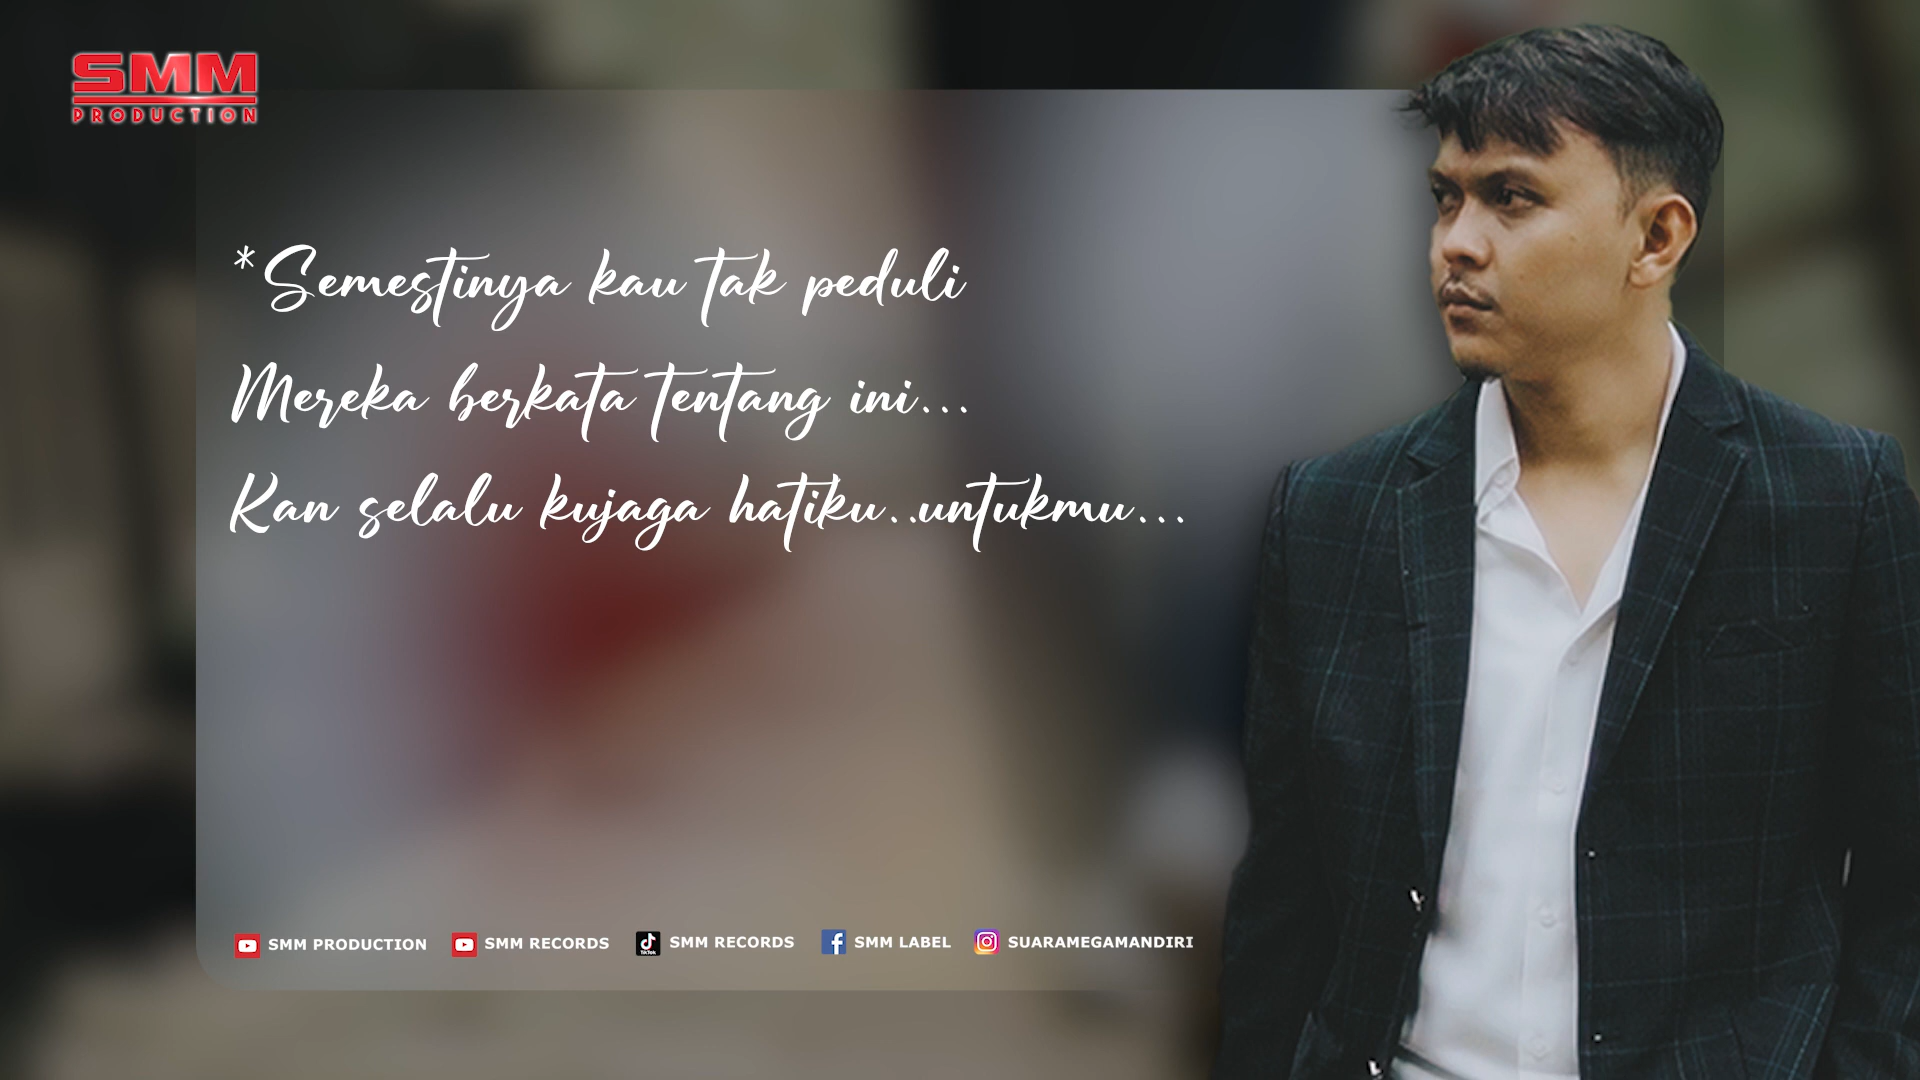 SMM
PRODUCTION
*Semestinya kau tak peduli
Mereka berkata tentang ini...
Kan selalu kujaga hatiku..untukmu...
SMM PRODUCTION
SMM RECORDS
TikTok
SMM RECORDS
SMM LABEL
SUARAMEGAMANDIRI